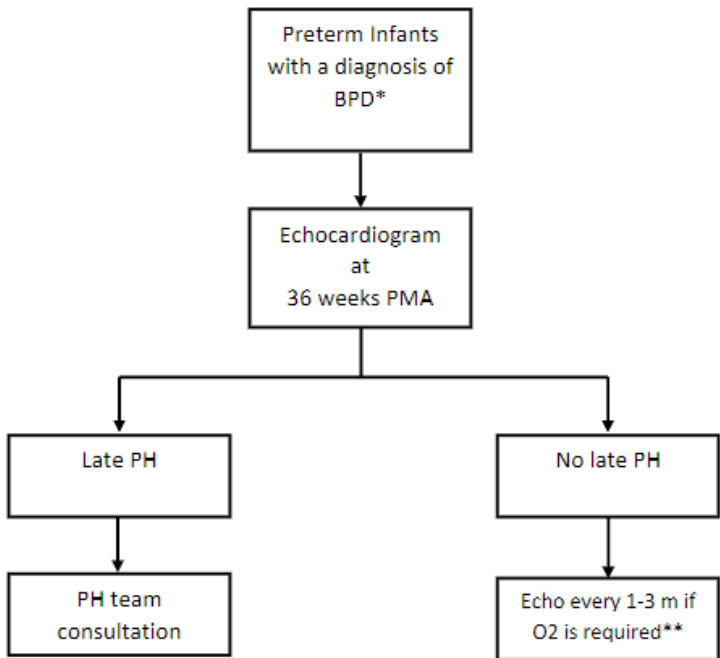 Preterm Infants
with a diagnosis of
BPD*
Echocardiogram
at
36 weeks PMA
Late PH
No late PH
PH team
consultation
Echo every 1-3 m if
O2 is required**